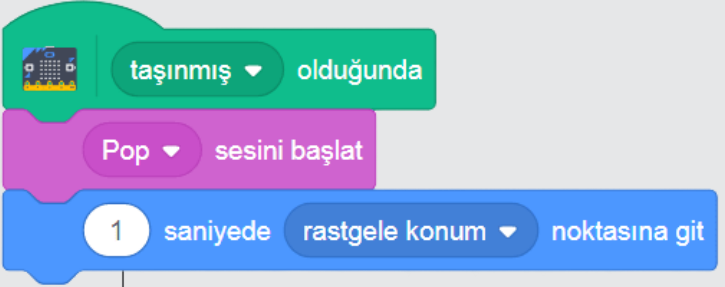 taşınmış olduğunda
Pop sesini başlat
1 saniyede rastgele konum noktasına git